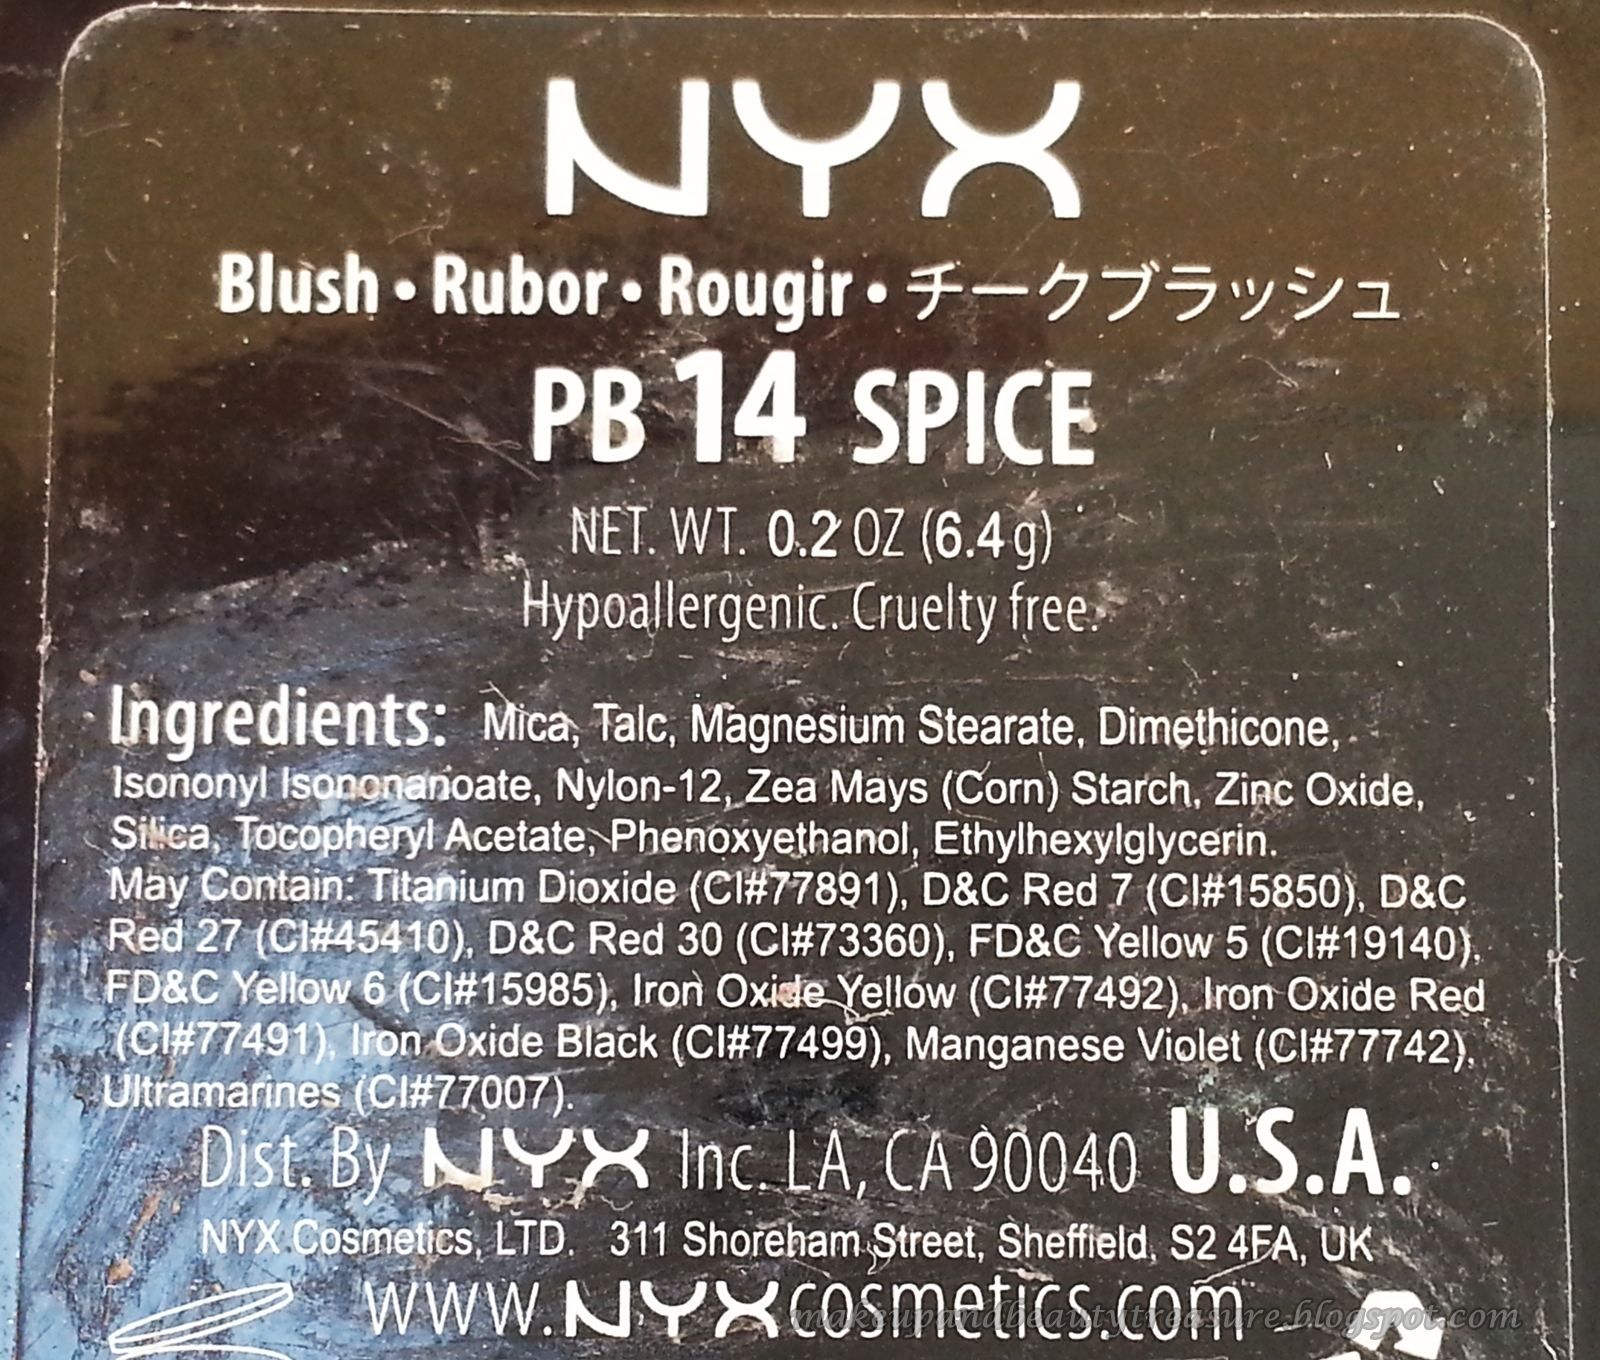 NYX
Blush • Rubor • Rougir • チークブラッシュ
PB 14 SPICE
NET. WT. 0.2 OZ (6.4g)
Hypoallergenic. Cruelty free.
Ingredients: Mica, Talc, Magnesium Stearate, Dimethicone,
Isononyl Isononanoate, Nylon-12, Zea Mays (Corn) Starch, Zinc Oxide,
Silica, Tocopheryl Acetate, Phenoxyethanol, Ethylhexylglycerin.
May Contain: Titanium Dioxide (CI#77891), D&C Red 7 (CI#15850), D&C
Red 27 (CI#45410), D&C Red 30 (CI#73360), FD&C Yellow 5 (CI#19140),
FD&C Yellow 6 (CI#15985), Iron Oxide Yellow (CI#77492), Iron Oxide Red
(CI#77491), Iron Oxide Black (CI#77499), Manganese Violet (CI#77742),
Ultramarines (CI#77007).
Dist. By NYX Inc. LA, CA 90040 U.S.A.
NYX Cosmetics, LTD. 311 Shoreham Street, Sheffield, S2 4FA, UK
www.NYXcosmetics.com
makeupandbeautytreasure.blogspot.com